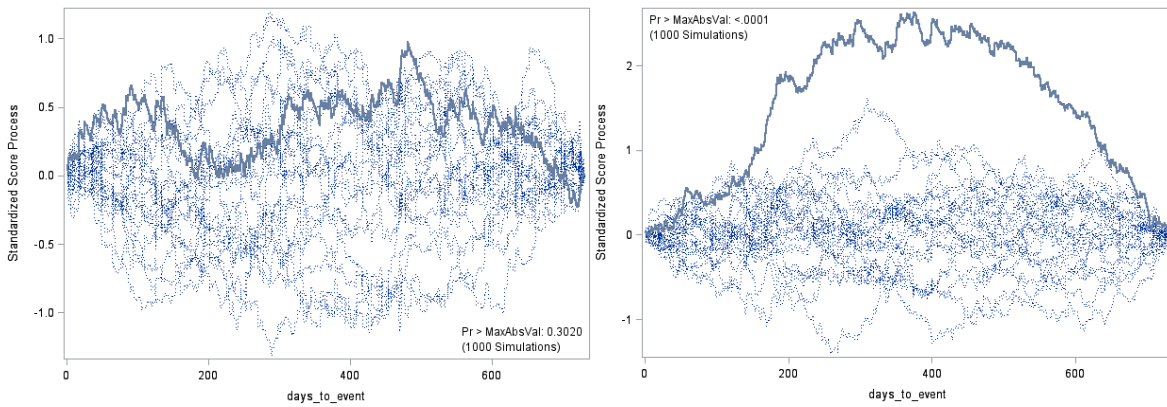 Standardized Score Process
1.0
0.5
0.0
-0.5
-1.0
Pr > MaxAbsVal: 0.3020
(1000 Simulations)
0
200
400
600
days_to_event
Pr > MaxAbsVal: <.0001
(1000 Simulations)
Standardized Score Process
2
1
0
-1
0
200
400
600
days_to_event